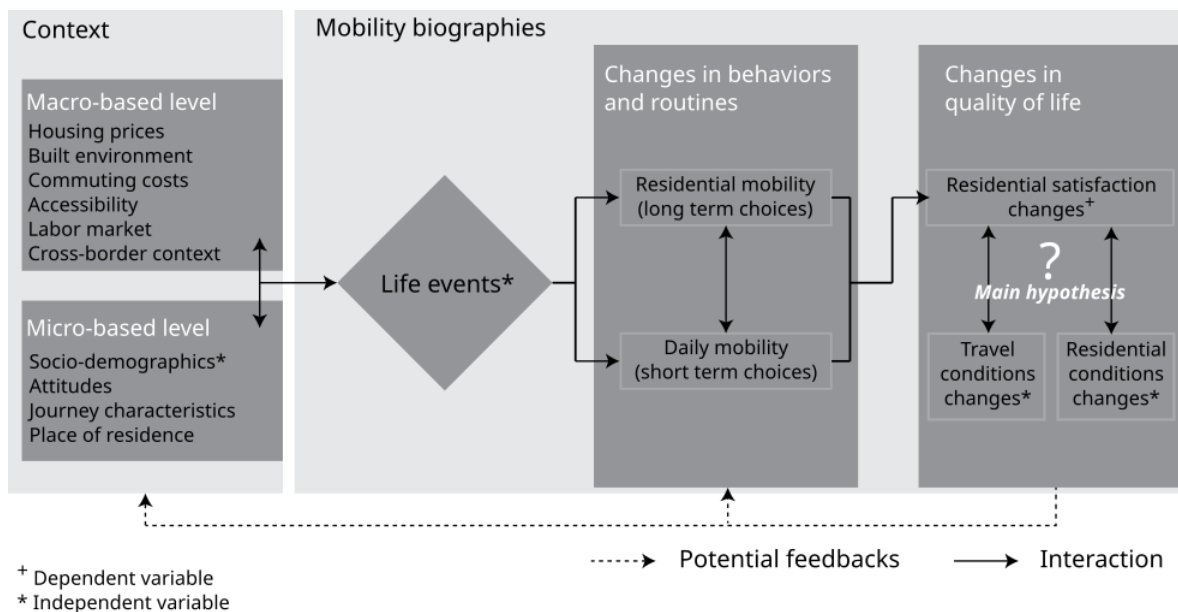 Context
Macro-based level
Housing prices
Built environment
Commuting costs
Accessibility
Labor market
Cross-border context
Micro-based level
Socio-demographics*
Attitudes
Journey characteristics
Place of residence
Mobility biographies
Life events*
Changes in behaviors
and routines
Residential mobility
(long term choices)
Daily mobility
(short term choices)
Changes in
quality of life
Residential satisfaction
changes+
?
Main hypothesis
Travel
conditions
changes*
Residential
conditions
changes*
Potential feedbacks
Interaction
+ Dependent variable
* Independent variable